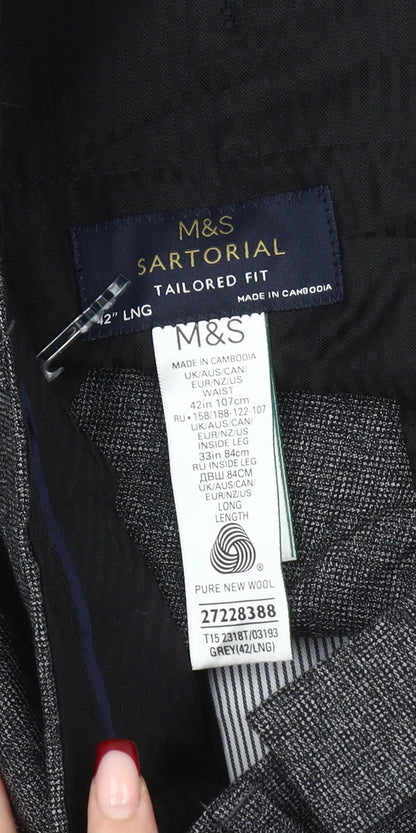 M&S
SARTORIAL
TAILORED FIT
MADE IN CAMBODIA
42" LNG
M&S
MADE IN CAMBODIA
UK/AUS/CAN/
EUR/NZ/US
WAIST
42in 107cm
RU • 158/188-122-107
UK/AUS/CAN/
EUR/NZ/US
INSIDE LEG
33in 84cm
RU INSIDE LEG
ДВШ 84CM
UK/AUS/CAN/
EUR/NZ/US
LONG
LENGTH
®
PURE NEW WOOL
27228388
T15 2318T/03193
GREY(42/LNG)